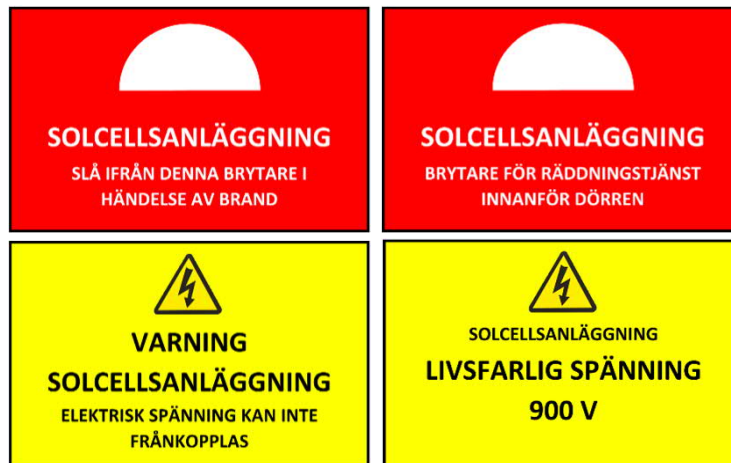 SOLCELLSANLÄGGNING
SLÅ IFRÅN DENNA BRYTARE I
HÄNDELSE AV BRAND
SOLCELLSANLÄGGNING
BRYTARE FÖR RÄDDNINGSTJÄNST
INNANFÖR DÖRREN
VARNING
SOLCELLSANLÄGGNING
ELEKTRISK SPÄNNING KAN INTE
FRÅNKOPPLAS
SOLCELLSANLÄGGNING
LIVSFARLIG SPÄNNING
900 V